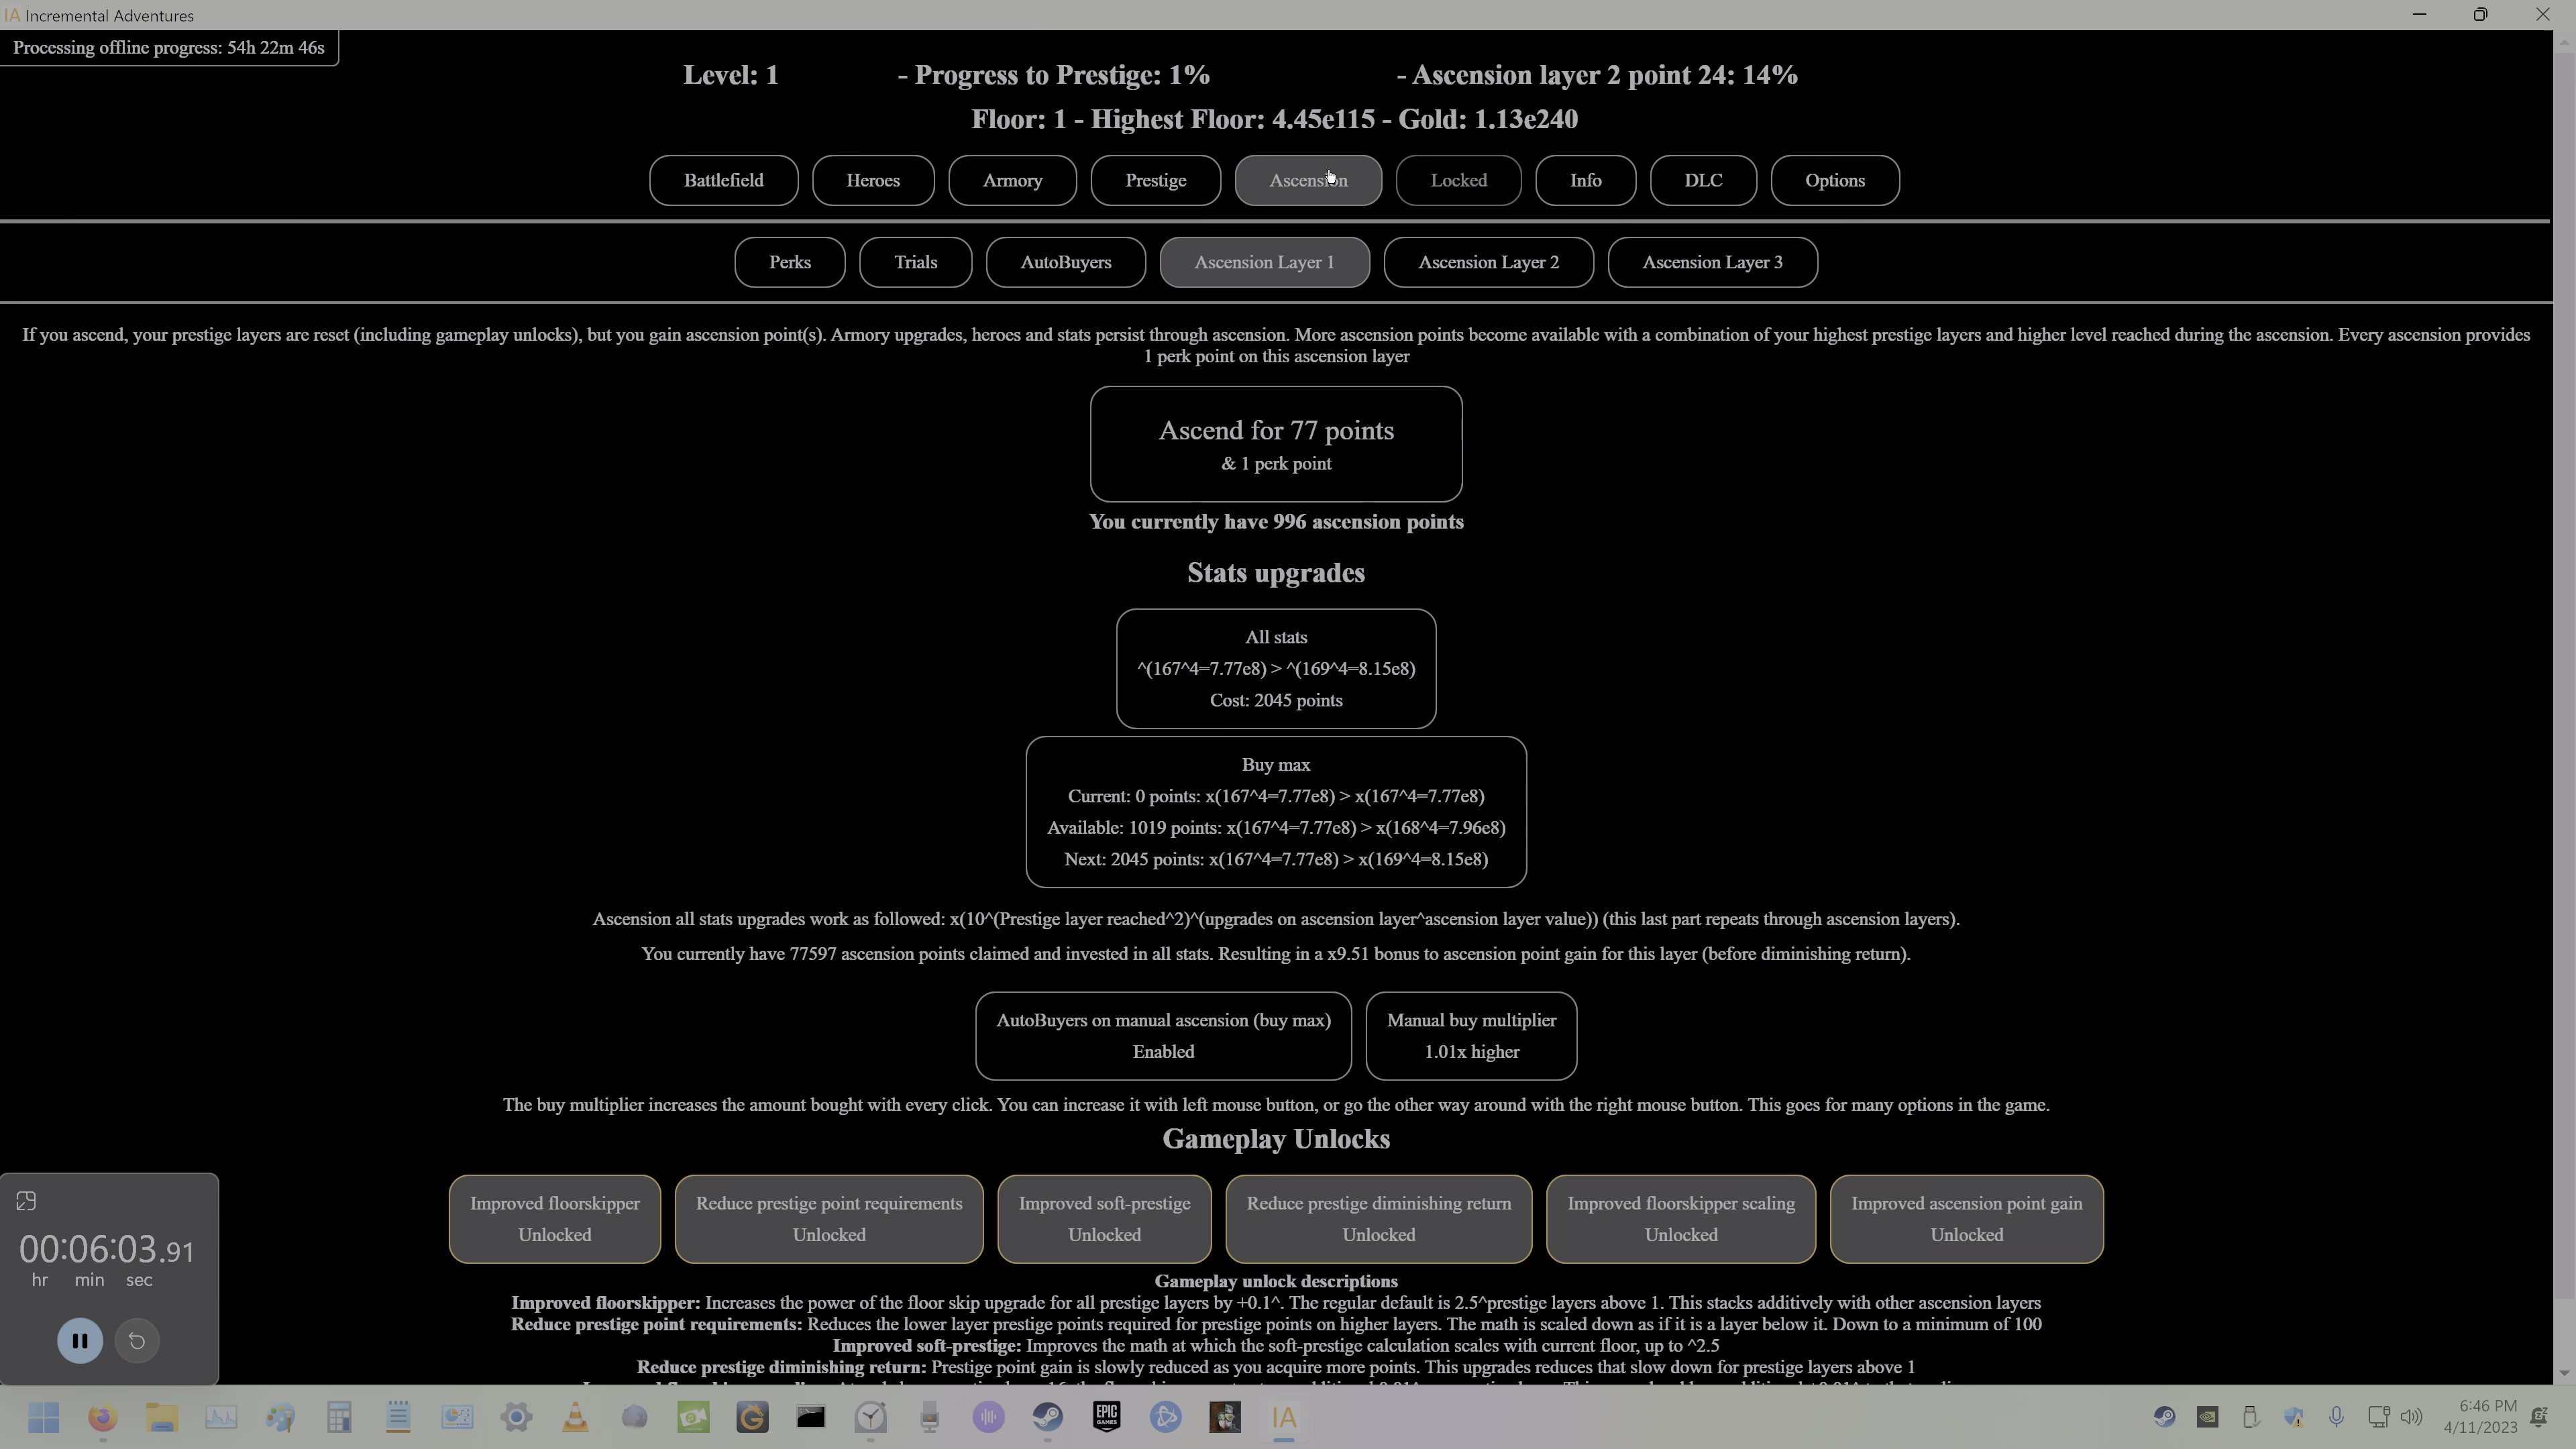 IA Incremental Adventures
Processing offline progress: 54h 22m 46s
Level: 1 - Progress to Prestige: 1% - Ascension layer 2 point 24: 14%
Floor: 1 - Highest Floor: 4.45e115 - Gold: 1.13e240
Battlefield Heroes Armory Prestige Ascension Locked Info DLC Options
Perks Trials AutoBuyers Ascension Layer 1 Ascension Layer 2 Ascension Layer 3
If you ascend, your prestige layers are reset (including gameplay unlocks), but you gain ascension point(s). Armory upgrades, heroes and stats persist through ascension. More ascension points become available with a combination of your highest prestige layers and higher level reached during the ascension. Every ascension provides
1 perk point on this ascension layer
Ascend for 77 points
& 1 perk point
You currently have 996 ascension points
Stats upgrades
All stats
^(167^4=7.77e8) > ^(169^4=8.15e8)
Cost: 2045 points
Buy max
Current: 0 points: x(167^4=7.77e8) > x(167^4=7.77e8)
Available: 1019 points: x(167^4=7.77e8) > x(168^4=7.96e8)
Next: 2045 points: x(167^4=7.77e8) > x(169^4=8.15e8)
Ascension all stats upgrades work as followed: x(10^(Prestige layer reached^2)^(upgrades on ascension layer^ascension layer value)) (this last part repeats through ascension layers).
You currently have 77597 ascension points claimed and invested in all stats. Resulting in a x9.51 bonus to ascension point gain for this layer (before diminishing return).
AutoBuyers on manual ascension (buy max) Manual buy multiplier
Enabled 1.01x higher
The buy multiplier increases the amount bought with every click. You can increase it with left mouse button, or go the other way around with the right mouse button. This goes for many options in the game.
Gameplay Unlocks
Improved floorskipper Reduce prestige point requirements Improved soft-prestige Reduce prestige diminishing return Improved floorskipper scaling Improved ascension point gain
Unlocked Unlocked Unlocked Unlocked Unlocked Unlocked
Gameplay unlock descriptions
Improved floorskipper: Increases the power of the floor skip upgrade for all prestige layers by +0.1^. The regular default is 2.5^prestige layers above 1. This stacks additively with other ascension layers
Reduce prestige point requirements: Reduces the lower layer prestige points required for prestige points on higher layers. The math is scaled down as if it is a layer below it. Down to a minimum of 100
Improved soft-prestige: Improves the math at which the soft-prestige calculation scales with current floor, up to ^2.5
Reduce prestige diminishing return: Prestige point gain is slowly reduced as you acquire more points. This upgrades reduces that slow down for prestige layers above 1
00:06:03.91
hr min sec
EPIC GAMES
IA
6:46 PM
4/11/2023